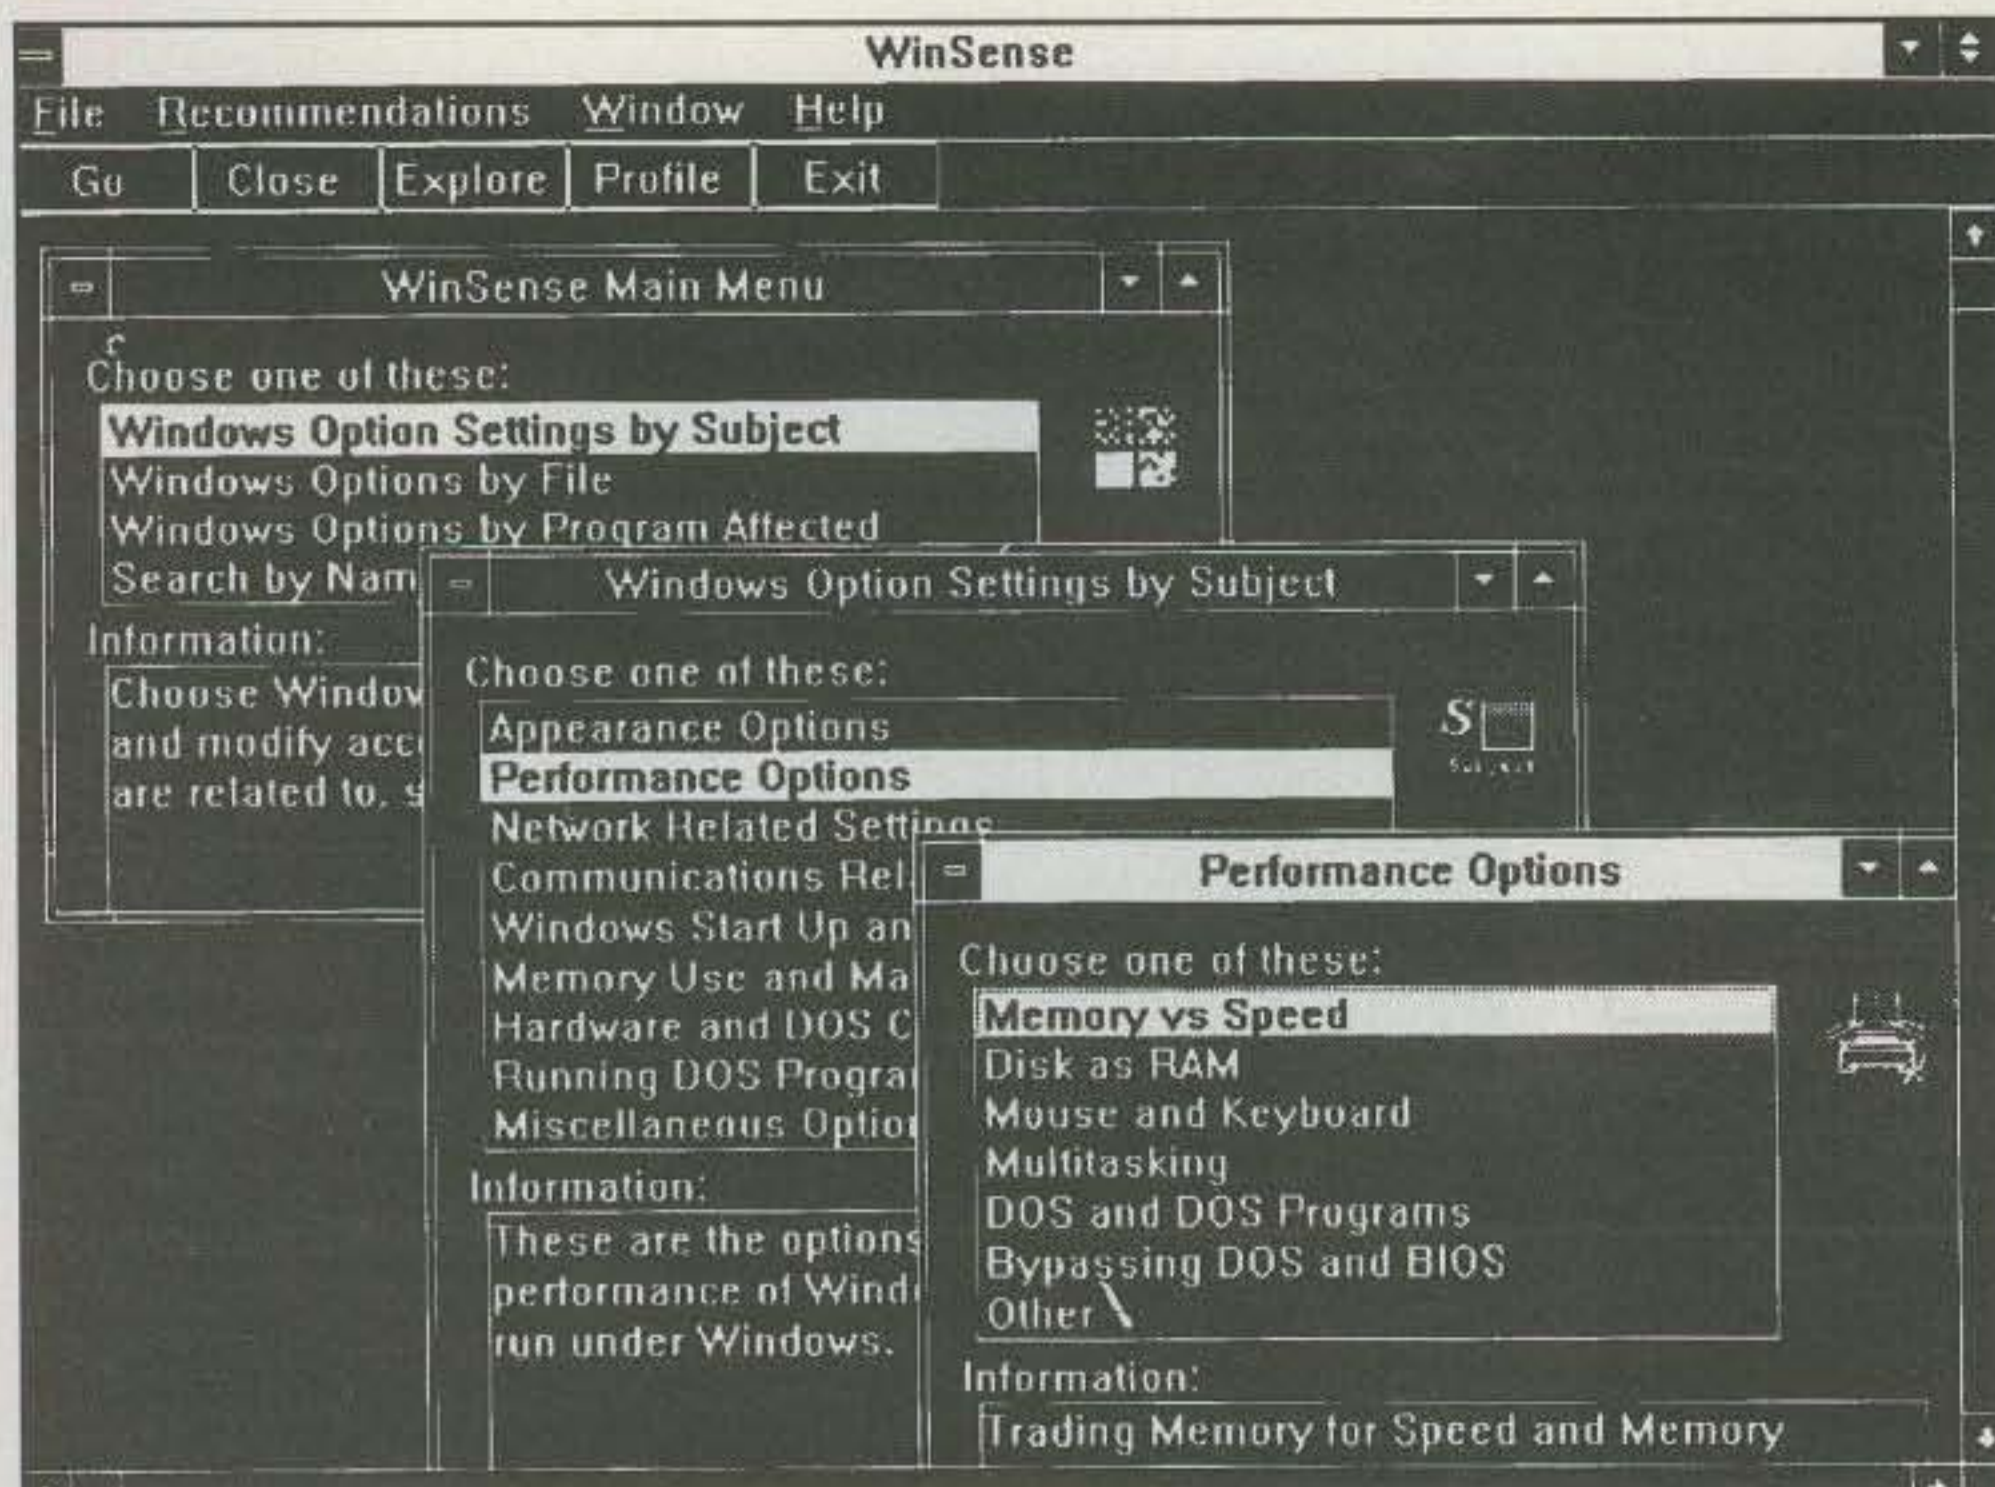 WinSense
File Recommendations Window Help
Go Close Explore Profile Exit
WinSense Main Menu
Choose one of these:
Windows Option Settings by Subject
Windows Options by File
Windows Options by Program Affected
Search by Nam
Information:
Choose Window
and modify acc
are related to, s
Windows Option Settings by Subject
Choose one of these:
S
Subject
Appearance Options
Performance Options
Network Related Settings
Communications Rel
Windows Start Up an
Memory Use and Ma
Hardware and DOS C
Running DOS Program
Miscellaneous Option
Information:
These are the options
performance of Windo
run under Windows.
Performance Options
Choose one of these:
Memory vs Speed
Disk as RAM
Mouse and Keyboard
Multitasking
DOS and DOS Programs
Bypassing DOS and BIOS
Other
Information:
Trading Memory for Speed and Memory